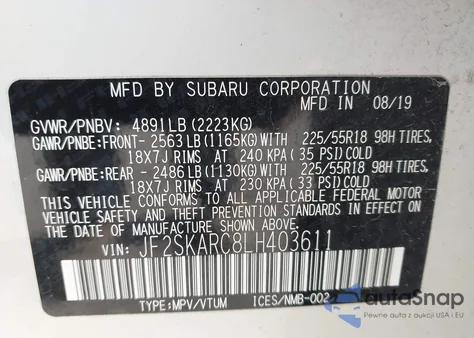 MFD BY SUBARU CORPORATION
MFD IN 08/19
GVWR/PNBV: 4891LB (2223KG)
GAWR/PNBE:FRONT- 2563LB (1165KG)WITH 225/55R18 98H TIRES,
18X7J RIMS AT 240 KPA(35 PSI)COLD
GAWR/PNBE:REAR -2486LB(1130KG)WITH 225/55R18 98H TIRES,
18X7J RIMS AT 230 KPA(33 PSI)COLD
THIS VEHICLE CONFORMS TO ALL APPLICABLE FEDERAL MOTOR
VEHICLE SAFETY, BUMPER, AND THEFT PREVENTION STANDARDS
IN EFFECT ON THE DATE OF MANUFACTURE SHOWN ABOVE.
VIN: JF2SKARC8LH403611
TYPE:MPV/VTUM ICES/NMB-002
autoSnap
Pewne auta z aukcji USA i EU